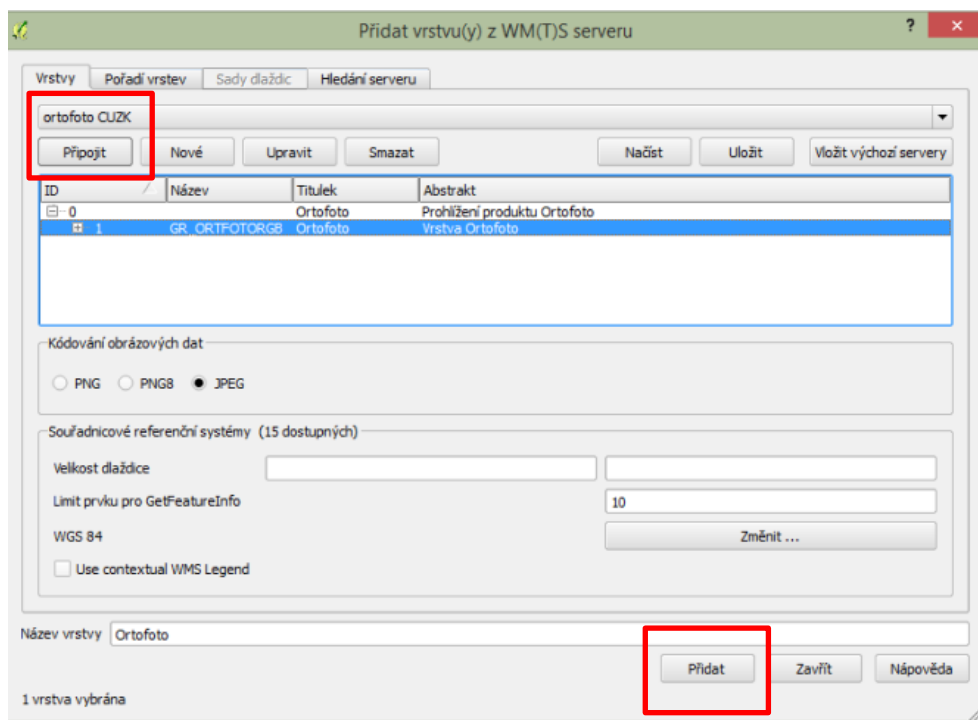 Přidat vrstvu(y) z WM(T)S serveru ?
Vrstvy Pořadí vrstev Sady dlaždic Hledání serveru
ortofoto CUZK
Připojit Nové Upravit Smazat Načíst Uložit Vložit výchozí servery
ID Název Titulek Abstrakt
0 Ortofoto Prohlížení produktu Ortofoto
1 GR_ORTFOTORGB Ortofoto Vrstva Ortofoto
Kódování obrázových dat
PNG PNG8 JPEG
Souřadnicové referenční systémy (15 dostupných)
Velikost dlaždice
Limit prvku pro GetFeatureInfo 10
WGS 84 Změnit ...
Use contextual WMS Legend
Název vrstvy Ortofoto
Přidat Zavřít Nápověda
1 vrstva vybrána